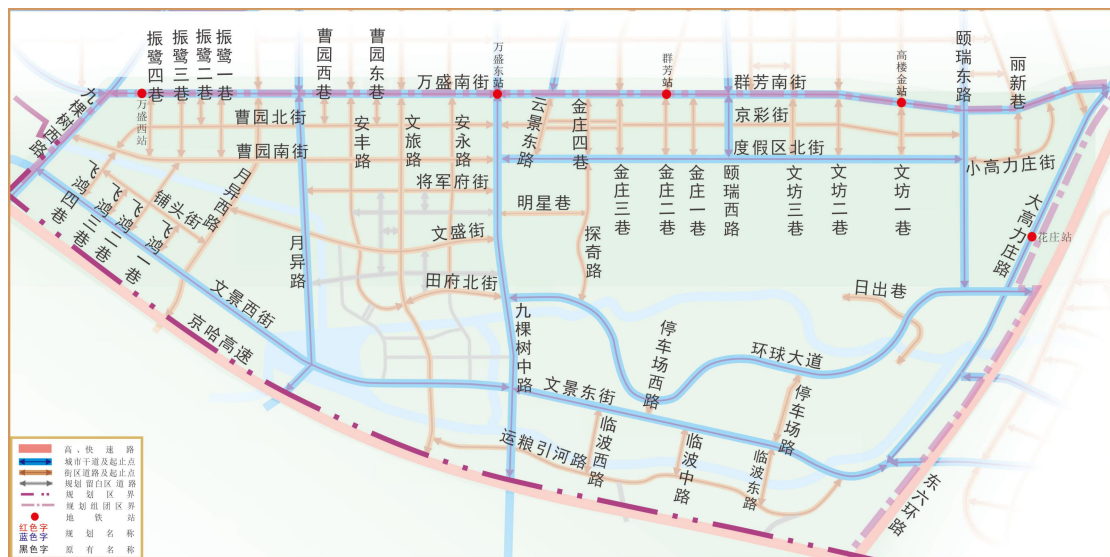 振鹭四巷
振鹭三巷
振鹭二巷
振鹭一巷
曹园西巷
曹园东巷
万盛南街
万盛东站
群芳站
群芳南街
高楼金站
颐瑞东路
丽新巷
九棵树西路
万盛西站
曹园北街
安丰路
文旅路
安永路
云景东路
金庄四巷
京彩街
曹园南街
度假区北街
小高力庄街
飞鸿四巷
飞鸿三巷
飞鸿二巷
飞鸿一巷
铺头街
月异西路
将军府街
明星巷
金庄三巷
金庄二巷
金庄一巷
颐瑞西路
文坊三巷
文坊二巷
文坊一巷
大高力庄路
花庄站
月异路
文盛街
探奇路
田府北街
日出巷
文景西街
京哈高速
九棵树中路
停车场西路
环球大道
文景东街
停车场路
运粮引河路
临波西路
临波中路
临波东路
东六环路
高、快速路
城市干道及起止点
街区道路及起止点
规划留白区道路
规划区界
规划组团区界
地铁站
红色字
蓝色字 规划名称
黑色字 原有名称